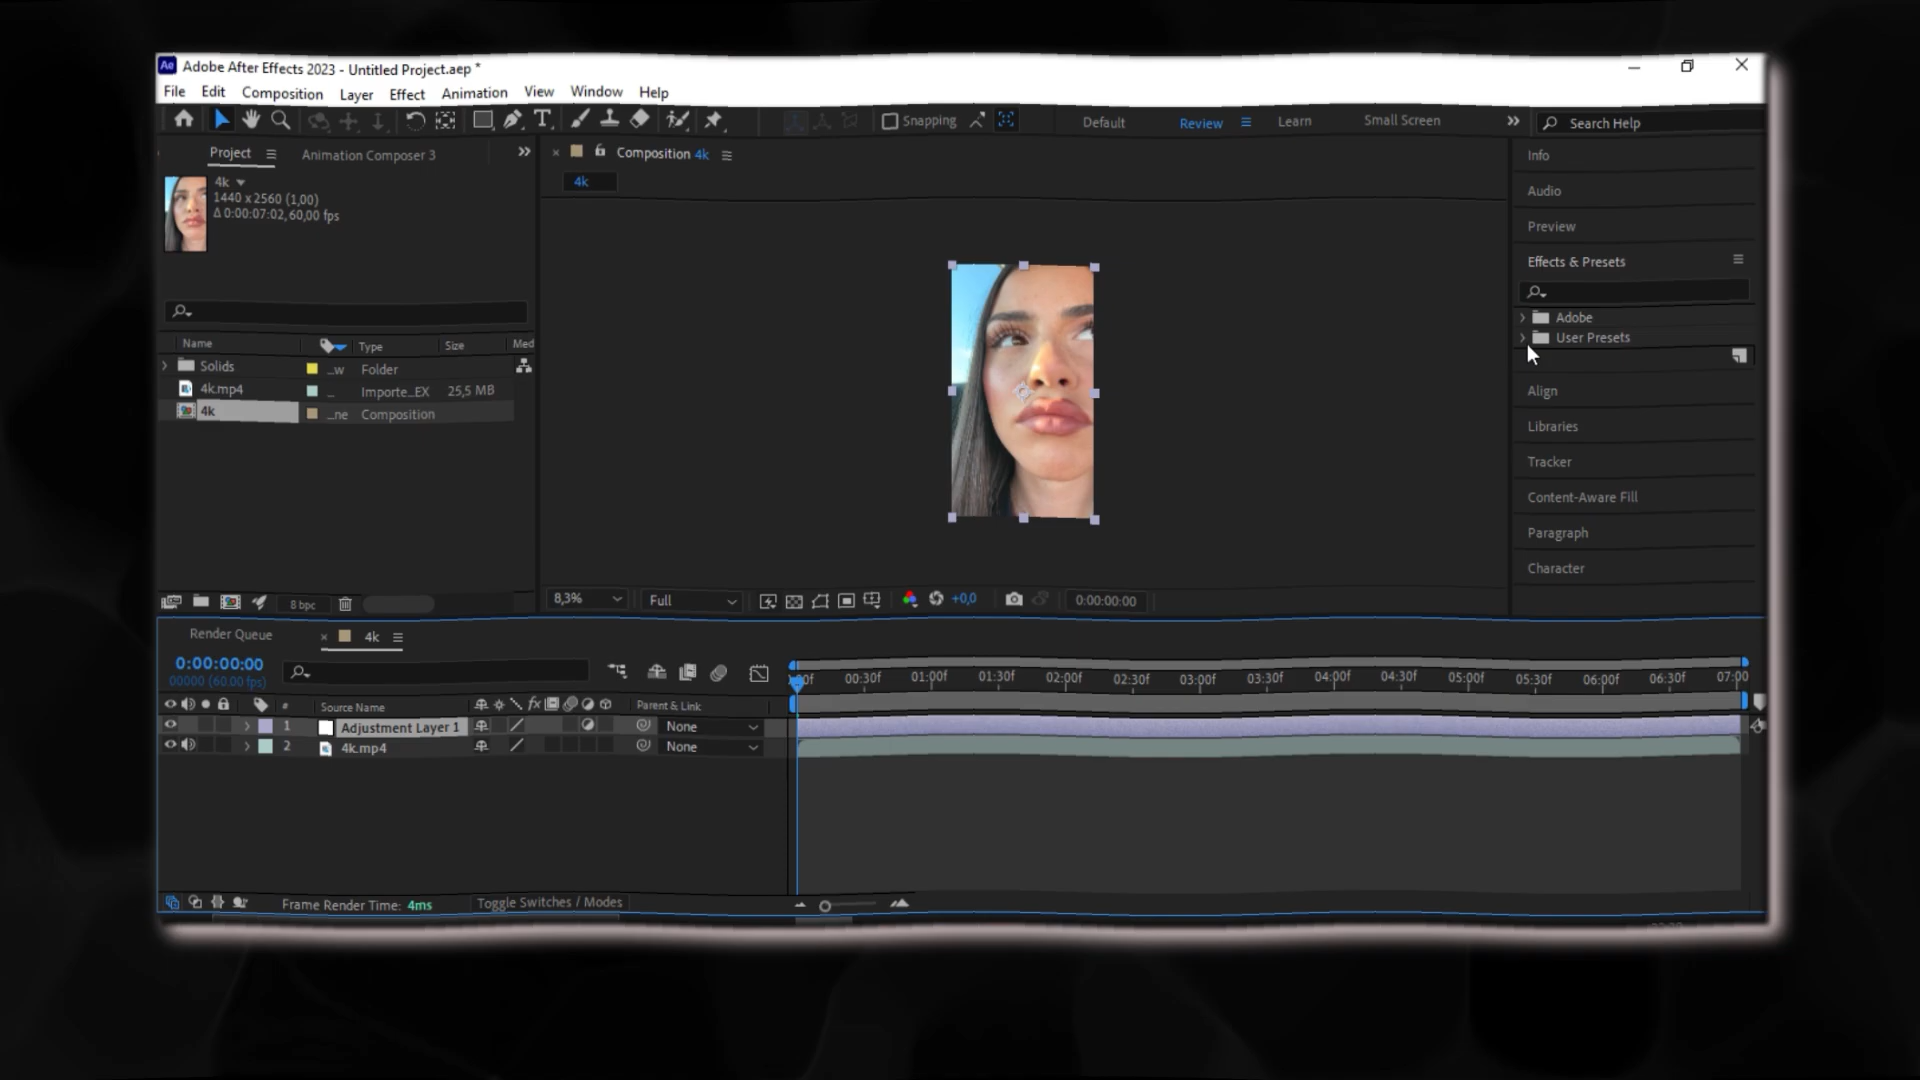 Ae Adobe After Effects 2023 - Untitled Project.aep *
File Edit Composition Layer Effect Animation View Window Help
Snapping Default Review Learn Small Screen Search Help
Project Animation Composer 3
4k
1440 x 2560 (1,00)
Δ 0:00:07:02, 60,00 fps
Name Type Size Med
Solids ...w Folder
4k.mp4 Importe...EX 25,5 MB
4k ...ne Composition
8 bpc
Composition 4k
4k
8,3% Full +0,0 0:00:00:00
Info
Audio
Preview
Effects & Presets
Adobe
User Presets
Align
Libraries
Tracker
Content-Aware Fill
Paragraph
Character
Render Queue 4k
0:00:00:00
00000 (60.00 fps)
00:30f 01:00f 01:30f 02:00f 02:30f 03:00f 03:30f 04:00f 04:30f 05:00f 05:30f 06:00f 06:30f 07:00
# Source Name fx Parent & Link
1 Adjustment Layer 1 None
2 4k.mp4 None
Frame Render Time: 4ms Toggle Switches / Modes